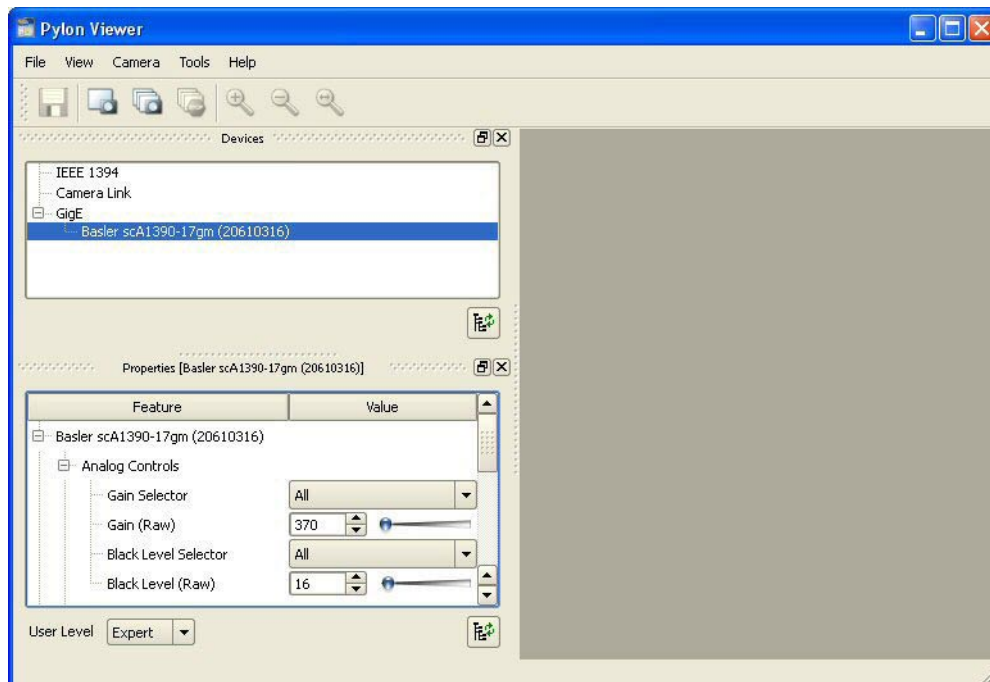 Pylon Viewer
File View Camera Tools Help
Devices
IEEE 1394
Camera Link
GigE
Basler scA1390-17gm (20610316)
Properties [Basler scA1390-17gm (20610316)]
Feature Value
Basler scA1390-17gm (20610316)
Analog Controls
Gain Selector All
Gain (Raw) 370
Black Level Selector All
Black Level (Raw) 16
User Level Expert